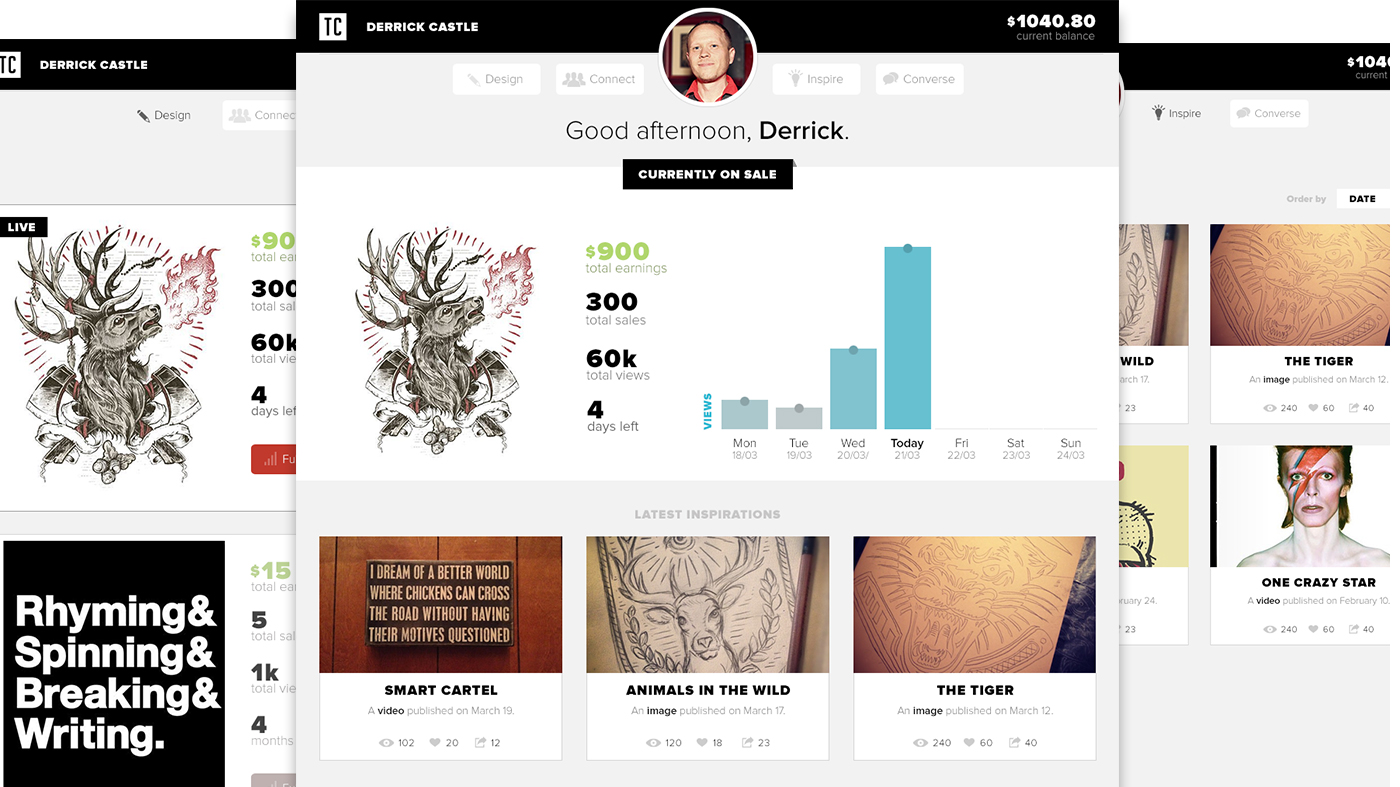 TC
DERRICK CASTLE
Design
Connec
LIVE
$90
total ea
300
total sal
60k
total vie
4
days left
Fu
Rhyming&
Spinning&
Breaking&
Writing.
$15
total ear
5
total sal
1k
total vie
4
months
TC
DERRICK CASTLE
$1040.80
current balance
Design
Connect
Inspire
Converse
Good afternoon, Derrick.
CURRENTLY ON SALE
$900
total earnings
300
total sales
60k
total views
4
days left
VIEWS
Mon
18/03
Tue
19/03
Wed
20/03/
Today
21/03
Fri
22/03
Sat
23/03
Sun
24/03
LATEST INSPIRATIONS
I DREAM OF A BETTER WORLD
WHERE CHICKENS CAN CROSS
THE ROAD WITHOUT HAVING
THEIR MOTIVES QUESTIONED
SMART CARTEL
A video published on March 19.
102 20 12
ANIMALS IN THE WILD
An image published on March 17.
120 18 23
THE TIGER
An image published on March 12.
240 60 40
$104
current
Inspire
Converse
Order by DATE
WILD
arch 17.
23
THE TIGER
An image published on March 12.
240 60 40
ruary 24.
23
ONE CRAZY STAR
A video published on February 10.
240 60 40